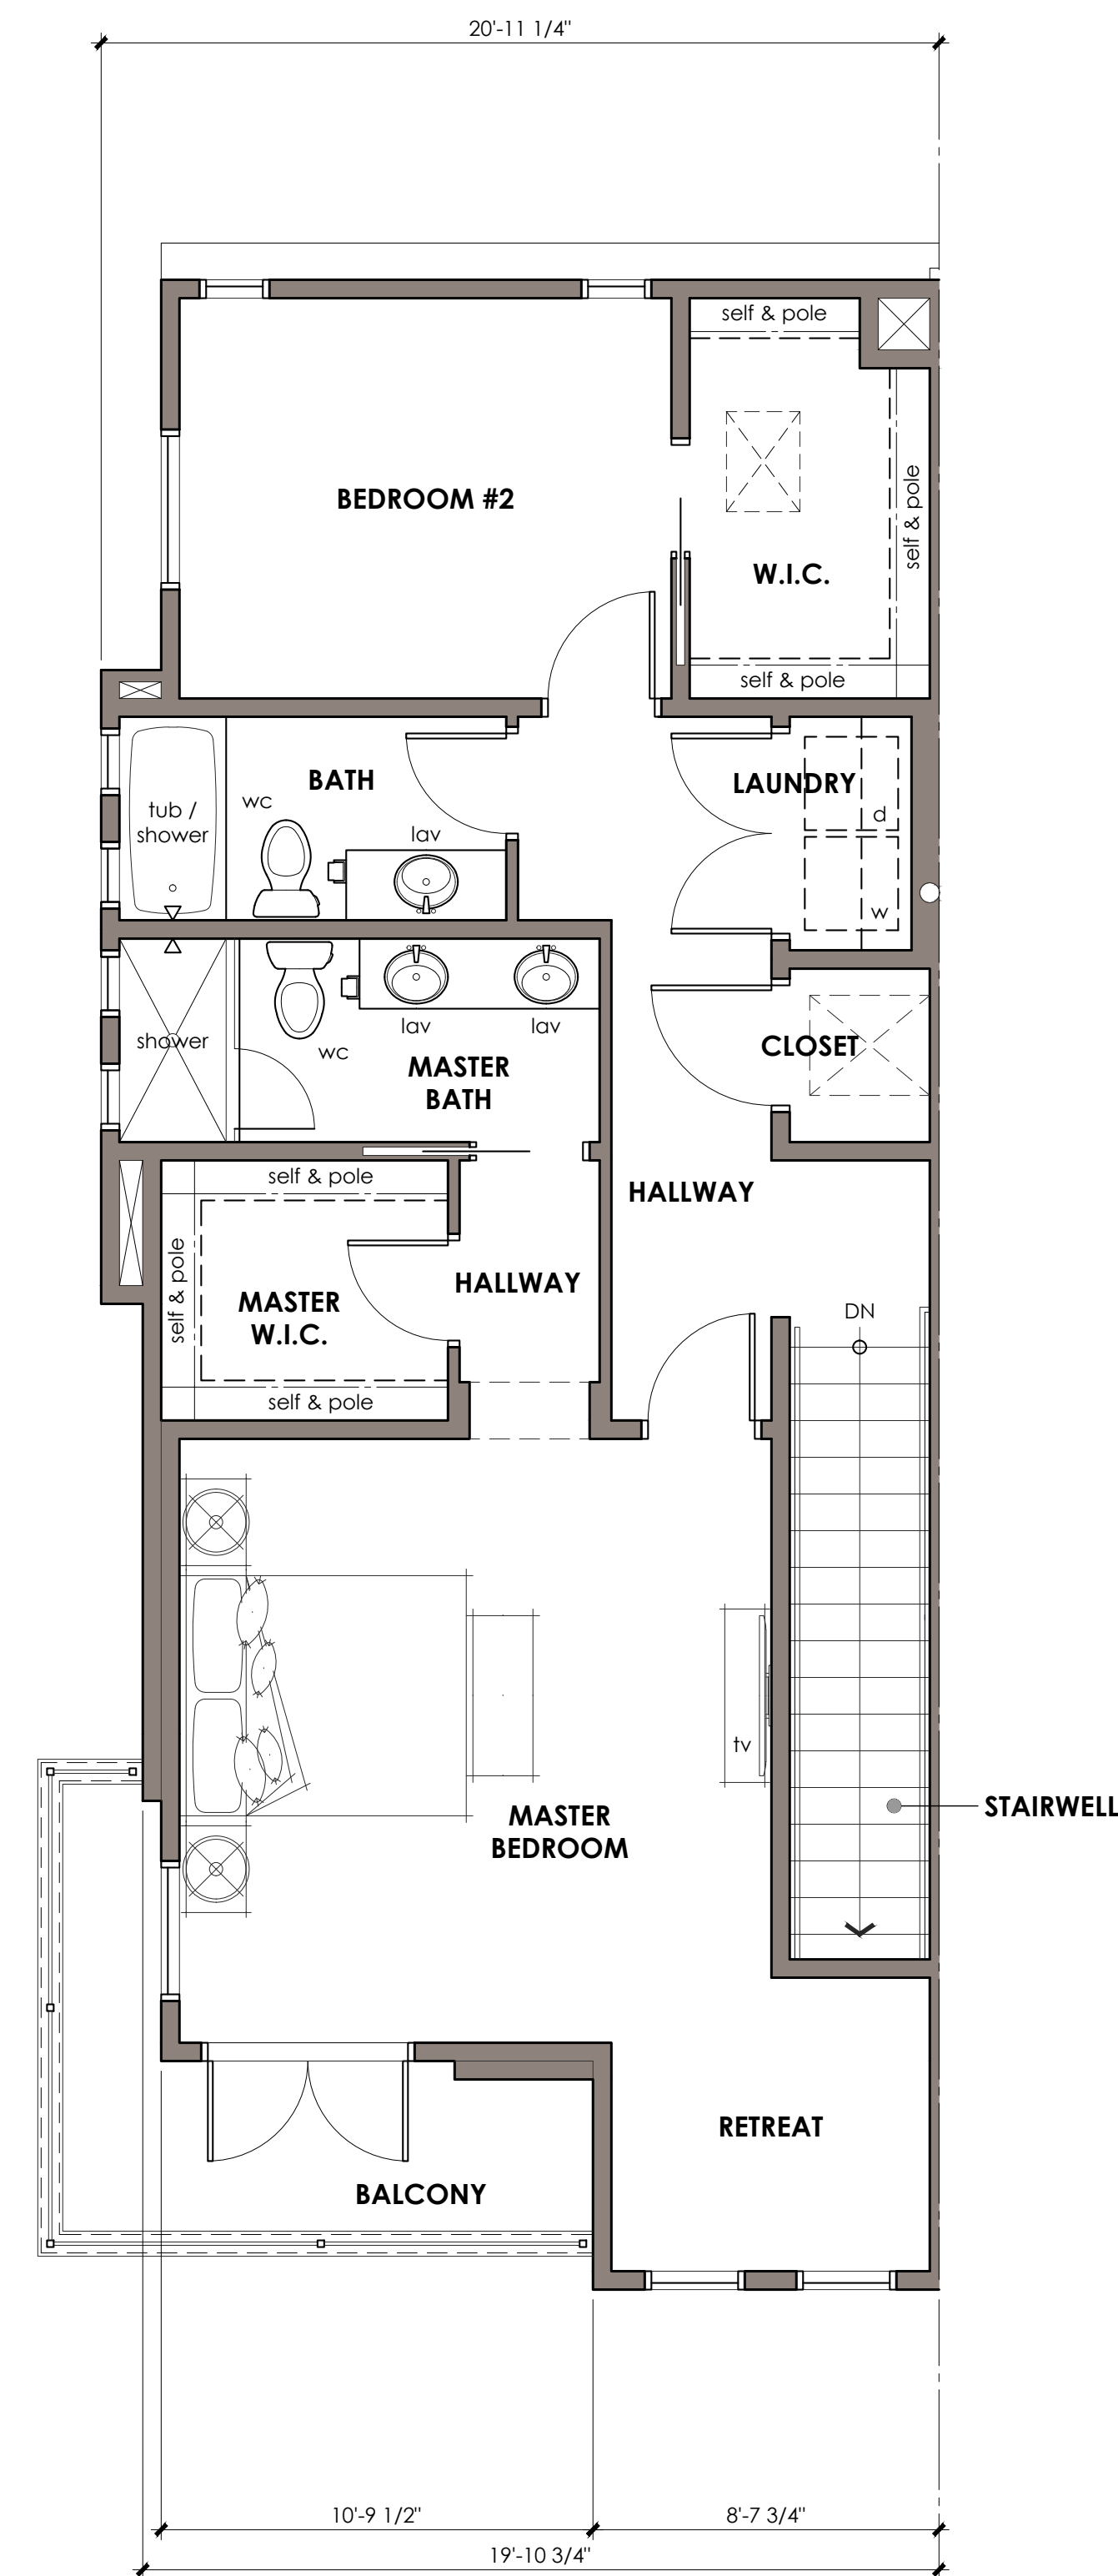 20'-11 1/4"
self & pole
BEDROOM #2
self & pole
W.I.C.
self & pole
BATH
LAUNDRY
wc
tub /
shower
lav
d
w
shower
lav
lav
wc
MASTER
BATH
CLOSET
self & pole
HALLWAY
self & pole
HALLWAY
MASTER
W.I.C.
DN
self & pole
tv
STAIRWELL
MASTER
BEDROOM
RETREAT
BALCONY
10'-9 1/2"
8'-7 3/4"
19'-10 3/4"